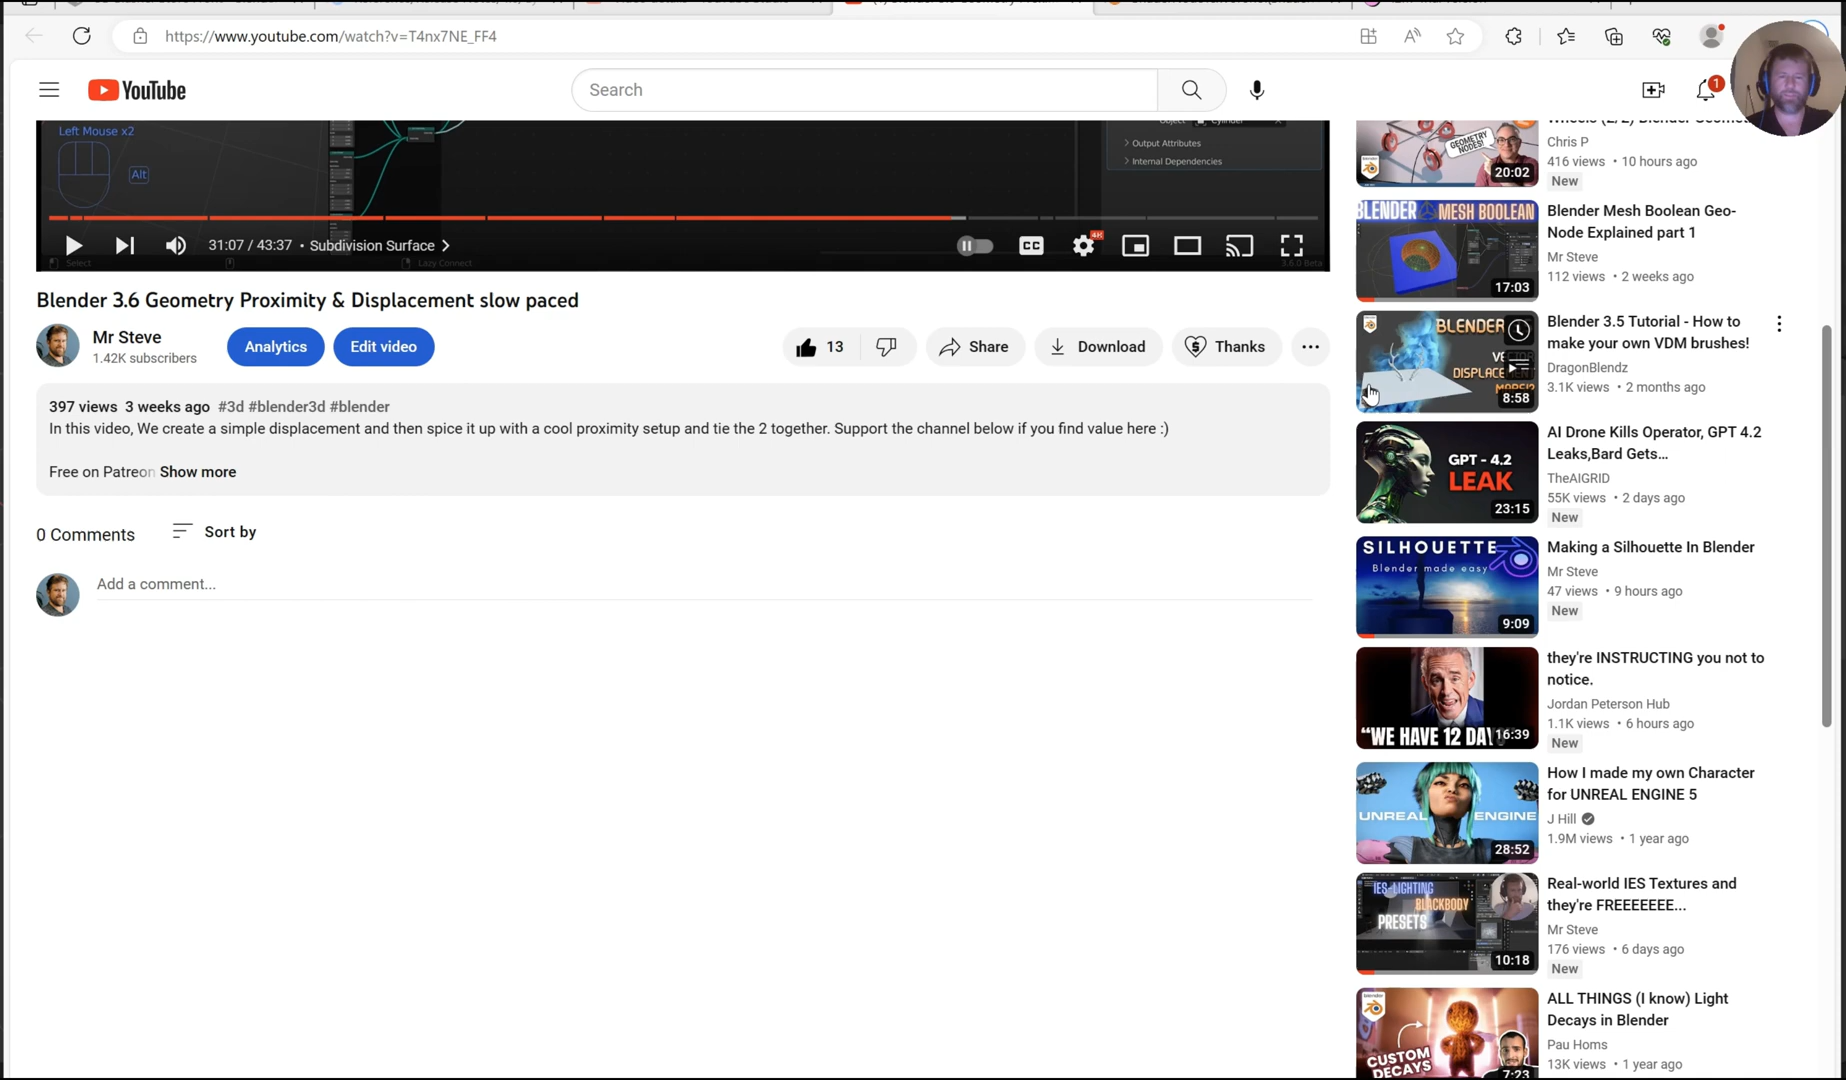 https://www.youtube.com/watch?v=T4nx7NE_FF4
YouTube
Search
1
Left Mouse x2
Alt
Output Attributes
Internal Dependencies
31:07 / 43:37 • Subdivision Surface
CC
4K
Select
Lazy Connect
Blender 3.6 Geometry Proximity & Displacement slow paced
Mr Steve
1.42K subscribers
Analytics
Edit video
13
Share
Download
Thanks
397 views 3 weeks ago #3d #blender3d #blender
In this video, We create a simple displacement and then spice it up with a cool proximity setup and tie the 2 together. Support the channel below if you find value here :)
Free on Patreon Show more
0 Comments
Sort by
Add a comment...
GEOMETRY NODES!
20:02
Chris P
416 views • 10 hours ago
New
BLENDER MESH BOOLEAN
17:03
Blender Mesh Boolean Geo-
Node Explained part 1
Mr Steve
112 views • 2 weeks ago
BLENDER
8:58
Blender 3.5 Tutorial - How to
make your own VDM brushes!
DragonBlendz
3.1K views • 2 months ago
GPT - 4.2
LEAK
23:15
AI Drone Kills Operator, GPT 4.2
Leaks,Bard Gets...
TheAIGRID
55K views • 2 days ago
New
SILHOUETTE
Blender made easy
9:09
Making a Silhouette In Blender
Mr Steve
47 views • 9 hours ago
New
"WE HAVE 12 DAY
16:39
they're INSTRUCTING you not to
notice.
Jordan Peterson Hub
1.1K views • 6 hours ago
New
UNREAL ENGINE
28:52
How I made my own Character
for UNREAL ENGINE 5
J Hill
1.9M views • 1 year ago
IES-LIGHTING
BLACKBODY
PRESETS
10:18
Real-world IES Textures and
they're FREEEEEEE...
Mr Steve
176 views • 6 days ago
New
CUSTOM
DECAYS
7:23
ALL THINGS (I know) Light
Decays in Blender
Pau Homs
13K views • 1 year ago